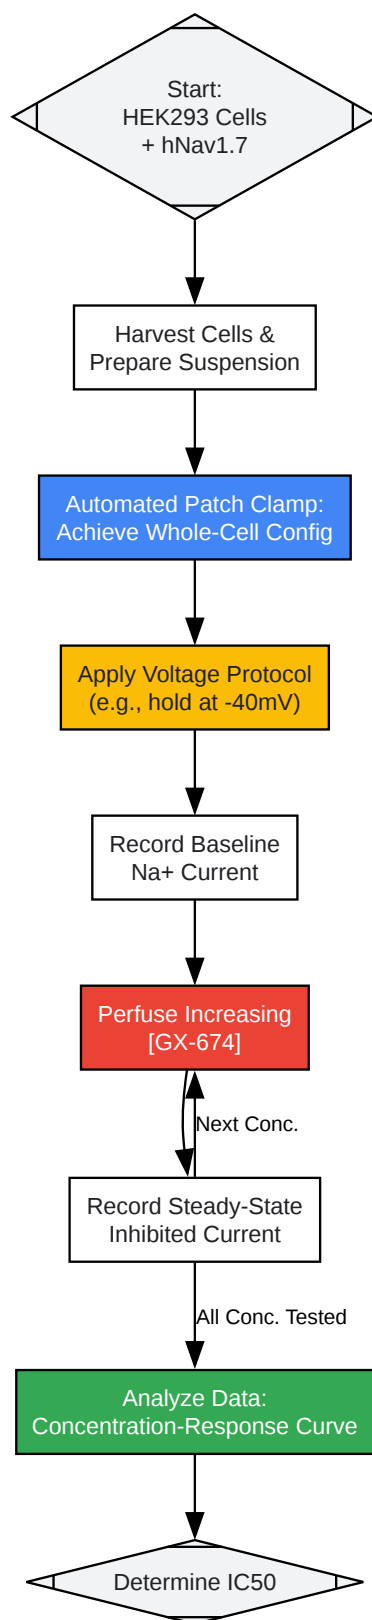 Start:
HEK293 Cells
+ hNav1.7
Harvest Cells &
Prepare Suspension
Automated Patch Clamp:
Achieve Whole-Cell Config
Apply Voltage Protocol
(e.g., hold at -40mV)
Record Baseline
Na+ Current
Perfuse Increasing
[GX-674]
Next Conc.
Record Steady-State
Inhibited Current
All Conc. Tested
Analyze Data:
Concentration-Response Curve
Determine IC50